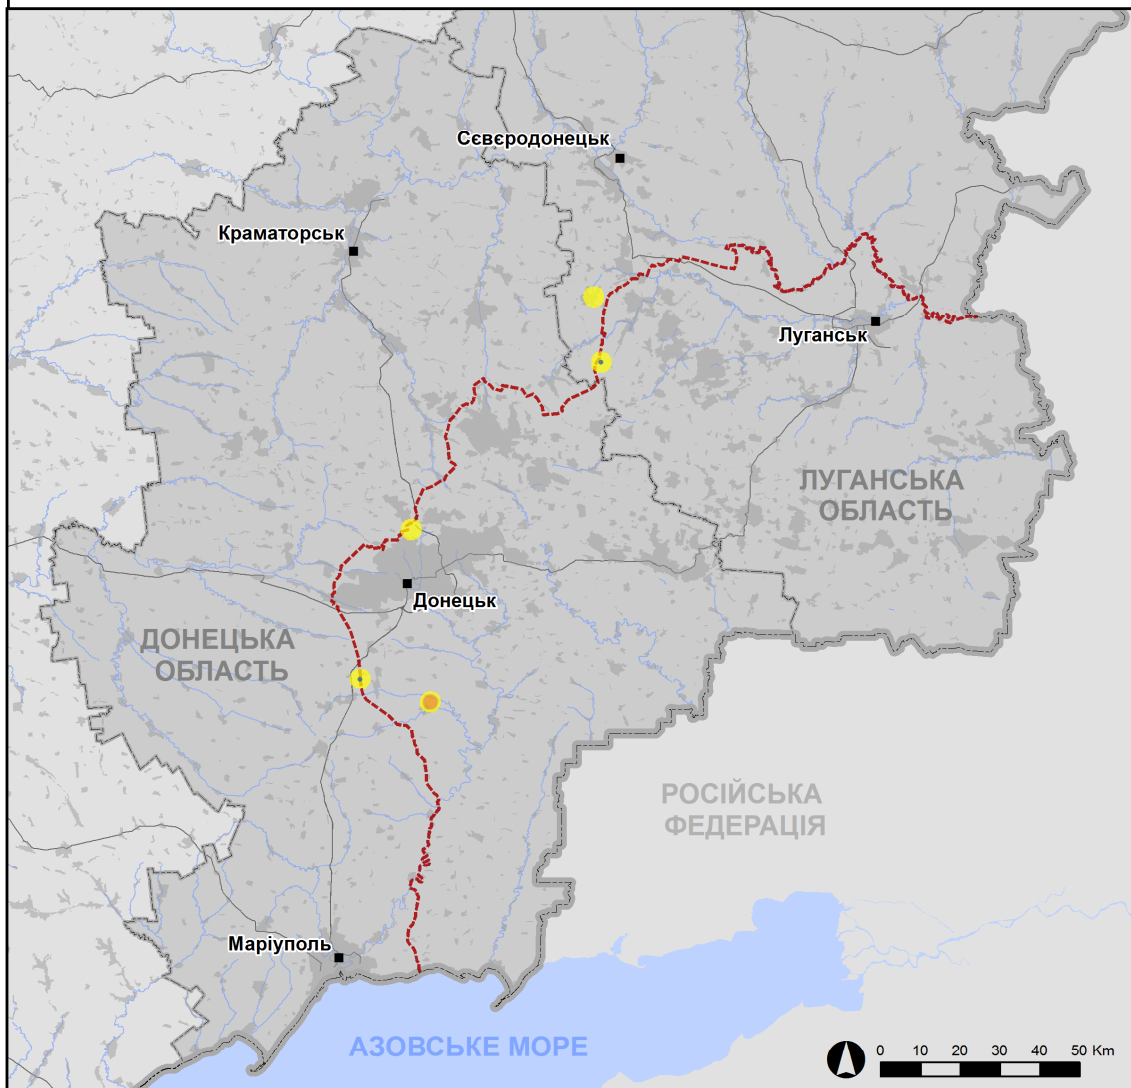 Сєвєродонецьк
Краматорськ
Луганськ
ЛУГАНСЬКА
ОБЛАСТЬ
Донецьк
ДОНЕЦЬКА
ОБЛАСТЬ
РОСІЙСЬКА
ФЕДЕРАЦІЯ
Маріуполь
АЗОВСЬКЕ МОРЕ
0 10 20 30 40 50 Km